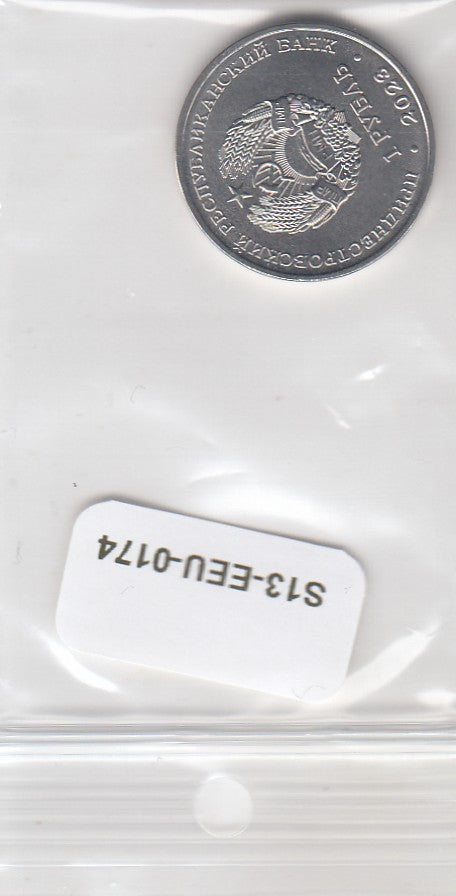 ПРИДНЕСТРОВСКИЙ РЕСПУБЛИКАНСКИЙ БАНК
• 2023 •
1 РУБЛЬ
S13-EEU-0174